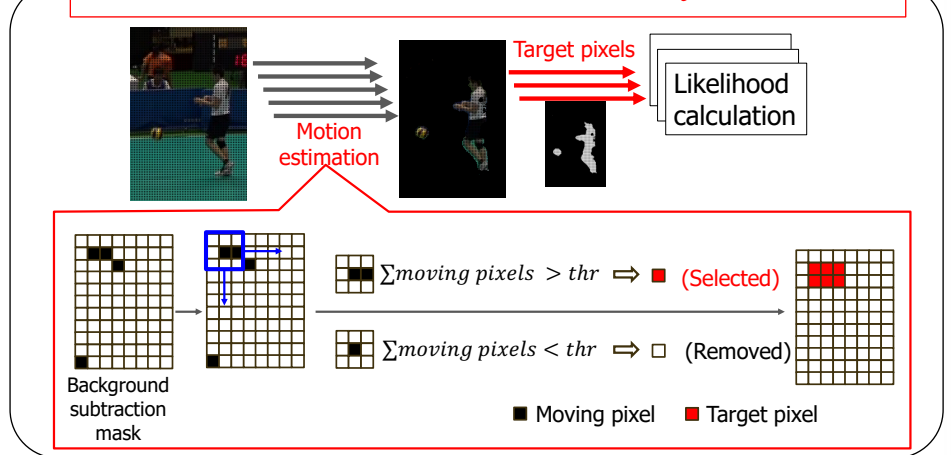 Target pixels
Likelihood
calculation
Motion
estimation
∑moving pixels > thr ⇨ (Selected)
∑moving pixels < thr ⇨ (Removed)
Background
subtraction
mask
Moving pixel
Target pixel